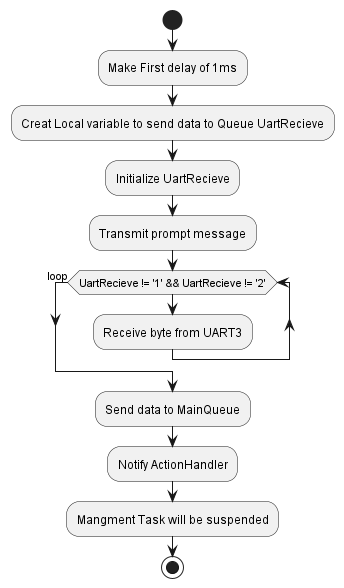 Make First delay of 1ms
Creat Local variable to send data to Queue UartRecieve
Initialize UartRecieve
Transmit prompt message
loop
UartRecieve != '1' && UartRecieve != '2'
Receive byte from UART3
Send data to MainQueue
Notify ActionHandler
Mangment Task will be suspended